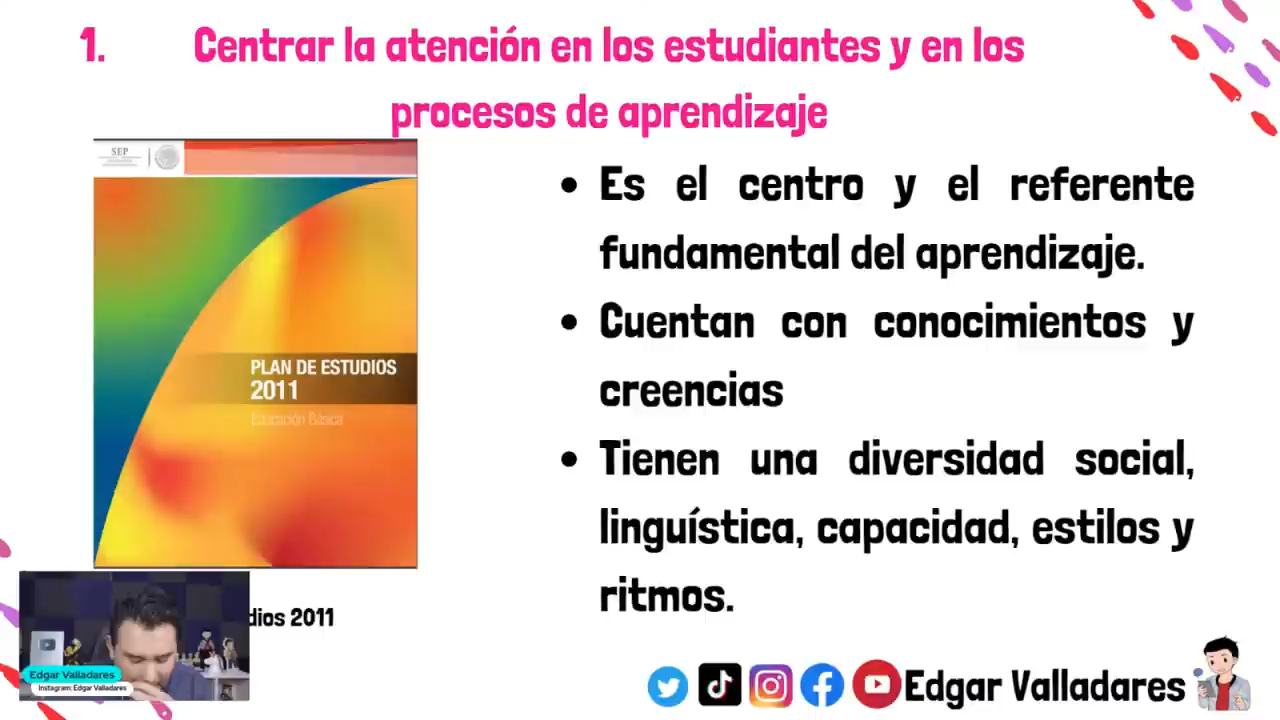 1. Centrar la atención en los estudiantes y en los
procesos de aprendizaje
SEP
PLAN DE ESTUDIOS
2011
Educación Básica
• Es el centro y el referente
fundamental del aprendizaje.
• Cuentan con conocimientos y
creencias
• Tienen una diversidad social,
lingüística, capacidad, estilos y
ritmos.
dios 2011
Edgar Valladares
Instagram: Edgar Valladares
Edgar Valladares